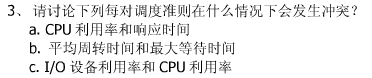 3、 请讨论下列每对调度准则在什么情况下会发生冲突？
a. CPU 利用率和响应时间
b. 平均周转时间和最大等待时间
c. I/O 设备利用率和 CPU 利用率